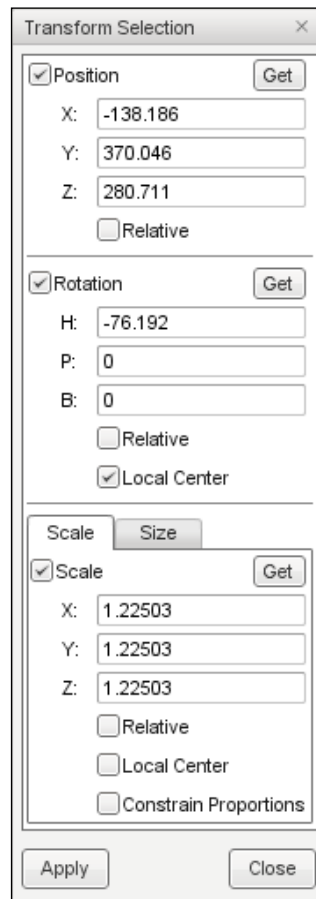 Transform Selection ×
Position Get
X: -138.186
Y: 370.046
Z: 280.711
Relative
Rotation Get
H: -76.192
P: 0
B: 0
Relative
Local Center
Scale Size
Scale Get
X: 1.22503
Y: 1.22503
Z: 1.22503
Relative
Local Center
Constrain Proportions
Apply Close